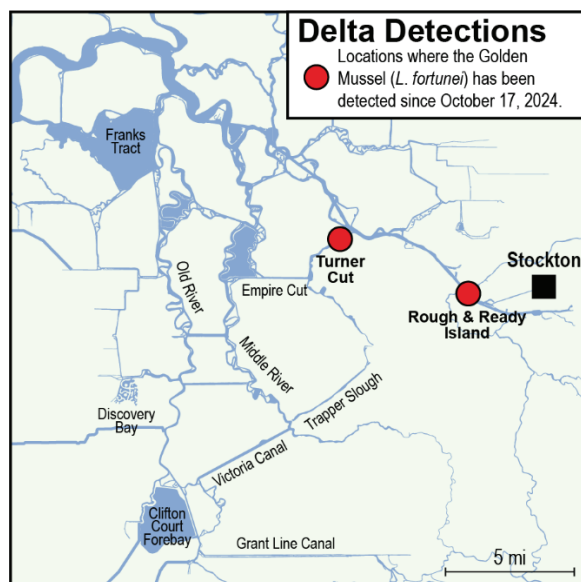 Delta Detections
Locations where the Golden
Mussel (L. fortunei) has been
detected since October 17, 2024.
Franks
Tract
Old River
Turner
Cut
Stockton
Empire Cut
Rough & Ready
Island
Middle River
Trapper Slough
Discovery
Bay
Victoria Canal
Clifton
Court
Forebay
Grant Line Canal
5 mi